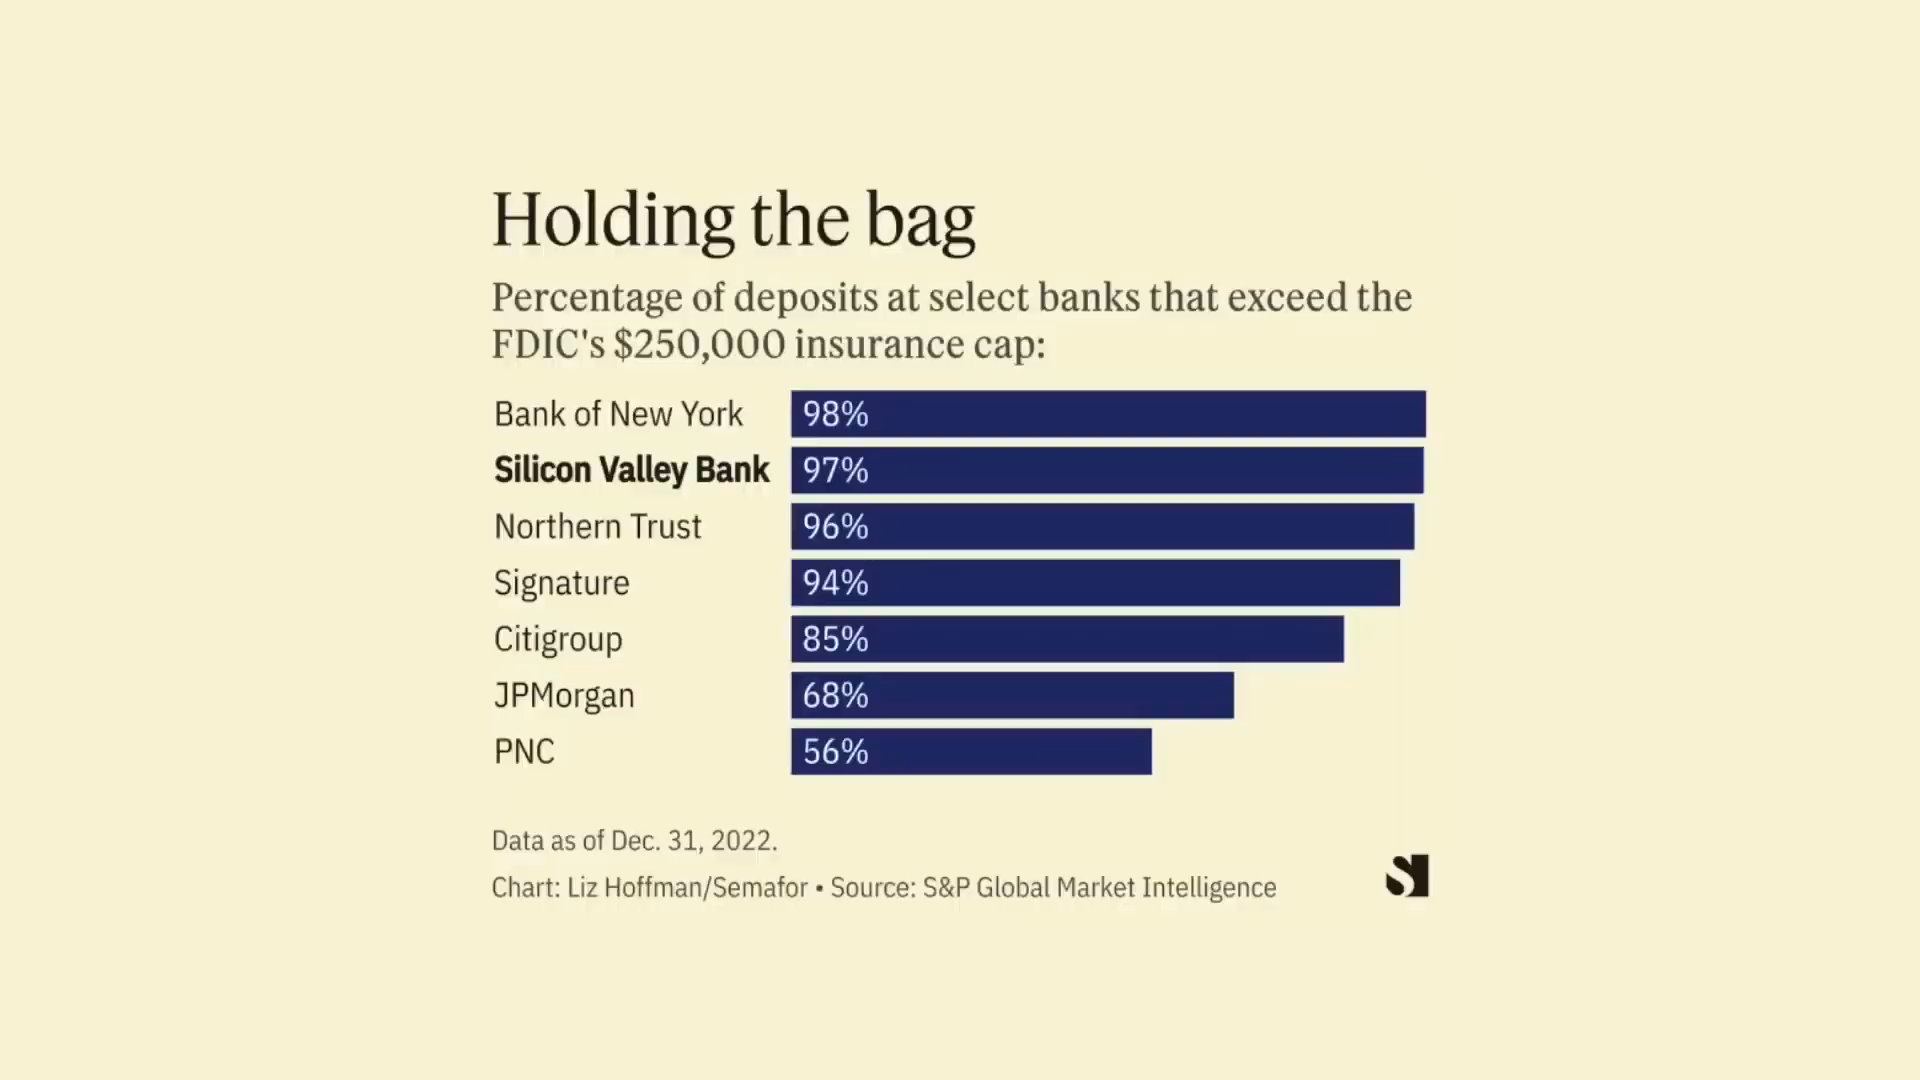 Holding the bag
Percentage of deposits at select banks that exceed the
FDIC's $250,000 insurance cap:
Bank of New York 98%
Silicon Valley Bank 97%
Northern Trust 96%
Signature 94%
Citigroup 85%
JPMorgan 68%
PNC 56%
Data as of Dec. 31, 2022.
Chart: Liz Hoffman/Semafor • Source: S&P Global Market Intelligence